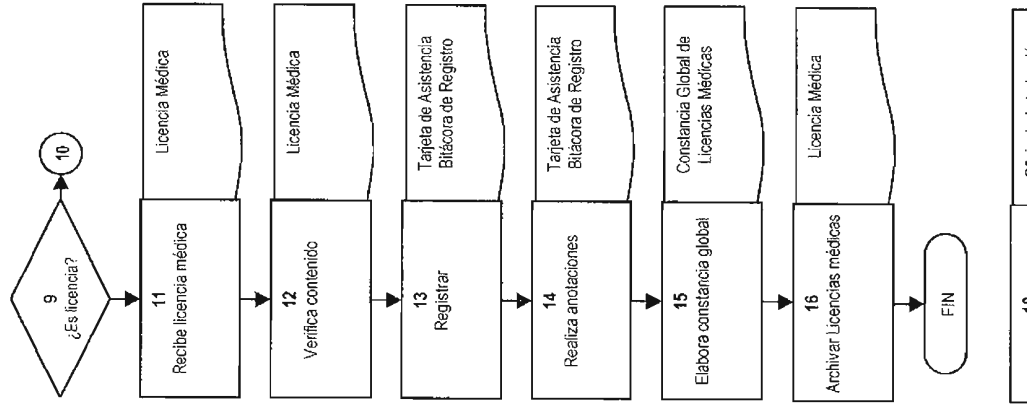 9
¿Es licencia?
10
11
Recibe licencia médica
Licencia Médica
12
Verifica contenido
Licencia Médica
13
Registrar
Tarjeta de Asistencia
Bitácora de Registro
14
Realiza anotaciones
Tarjeta de Asistencia
Bitácora de Registro
15
Elabora constancia global
Constancia Global de
Licencias Médicas
16
Archivar Licencias médicos
Licencia Médica
FIN
10